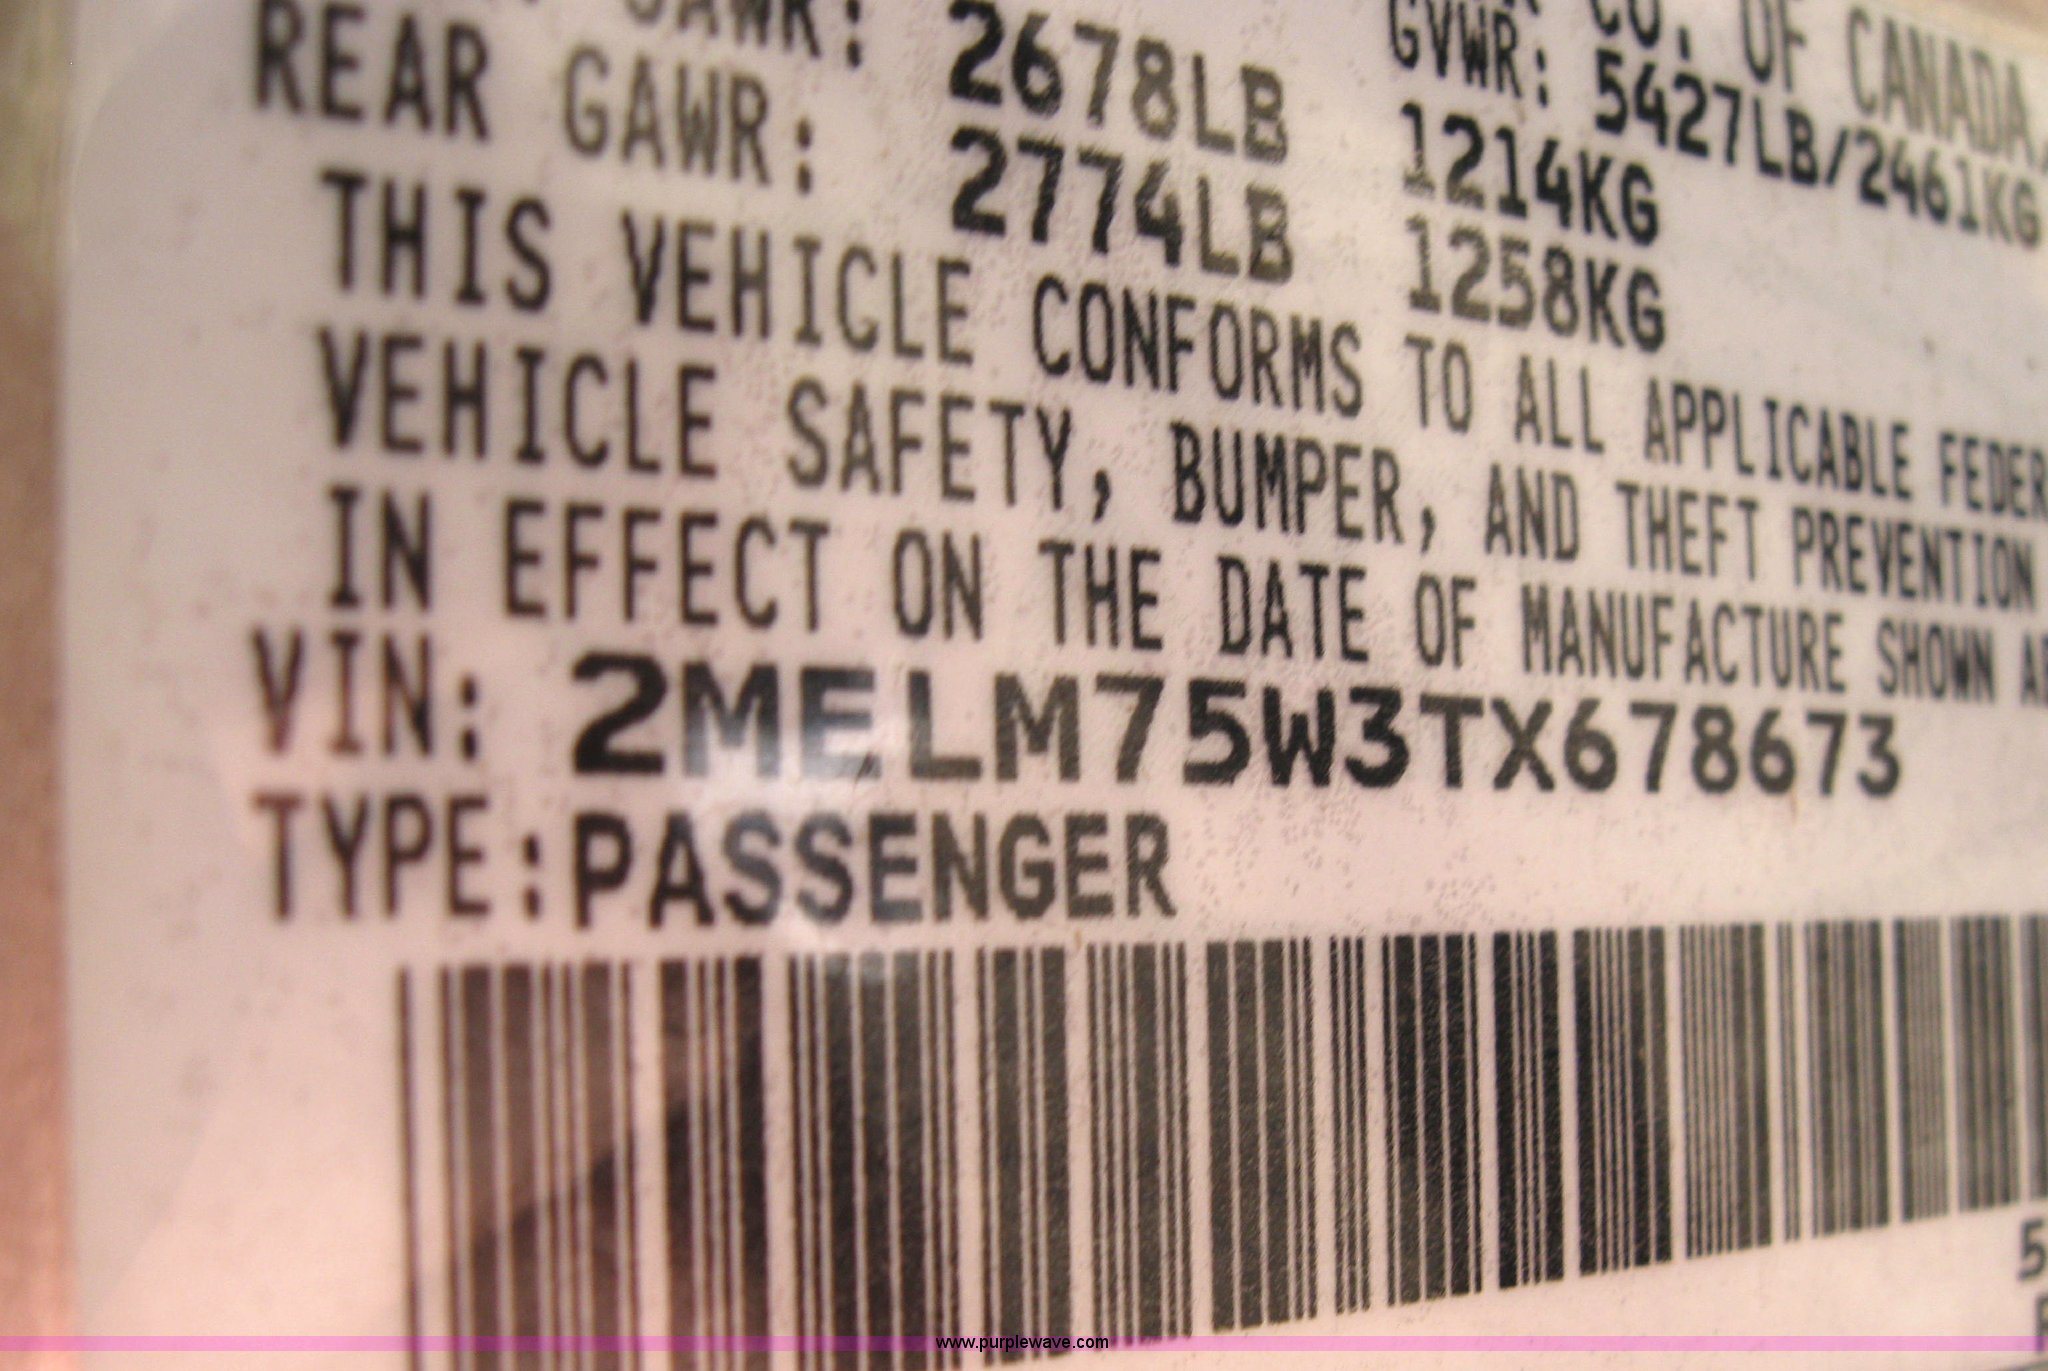 CO. OF CANADA,
GVWR: 5427LB/2461KG
GAWR: 2678LB 1214KG
REAR GAWR: 2774LB 1258KG
THIS VEHICLE CONFORMS TO ALL APPLICABLE FEDER
VEHICLE SAFETY, BUMPER, AND THEFT PREVENTION
IN EFFECT ON THE DATE OF MANUFACTURE SHOWN
VIN: 2MELM75W3TX678673
TYPE: PASSENGER
5
www.purplewave.com